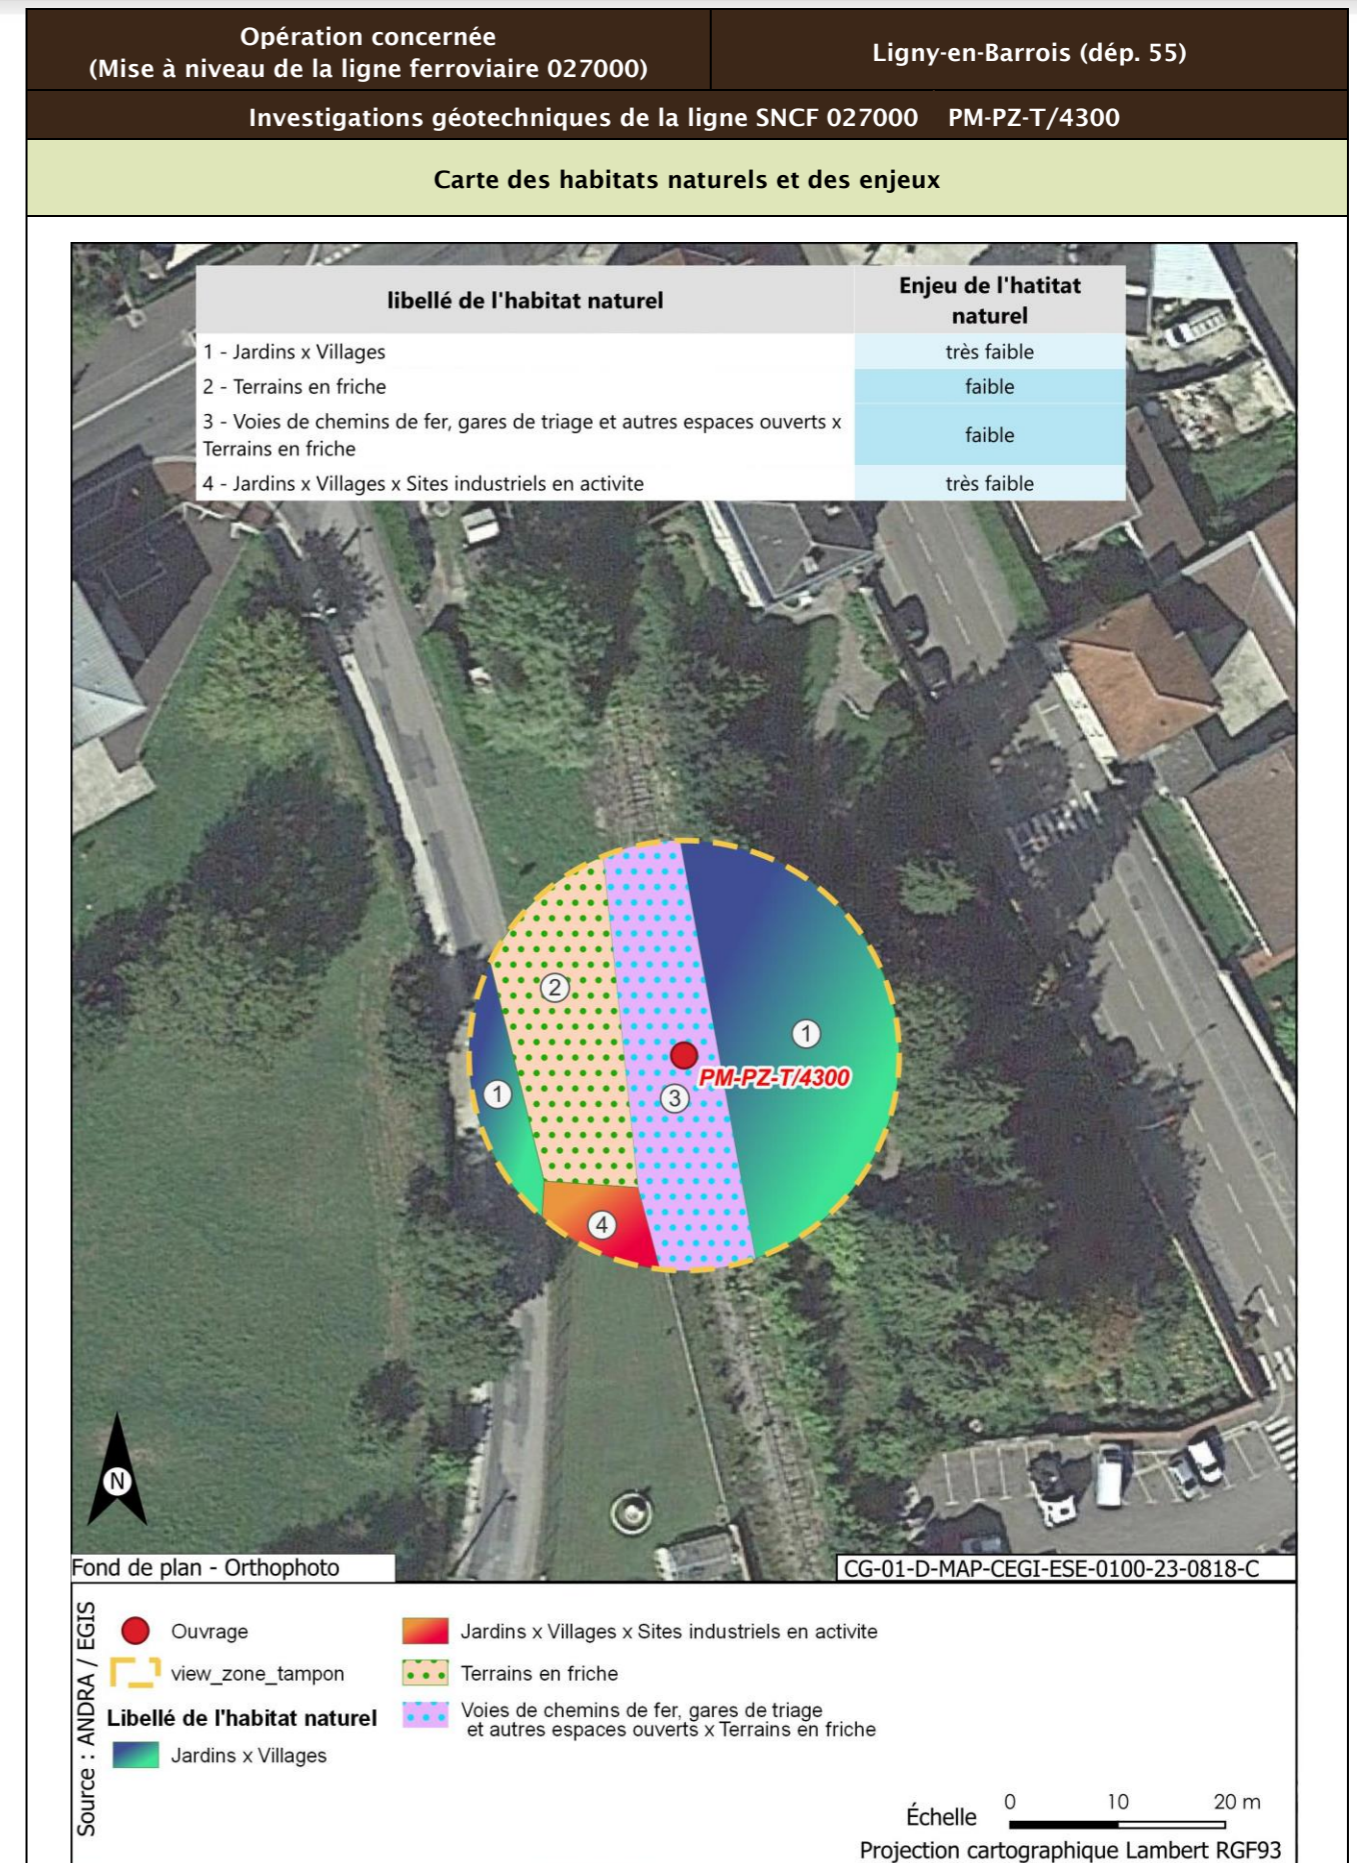 Opération concernée
(Mise à niveau de la ligne ferroviaire 027000)
Ligny-en-Barrois (dép. 55)
Investigations géotechniques de la ligne SNCF 027000 PM-PZ-T/4300
Carte des habitats naturels et des enjeux
libellé de l'habitat naturel
Enjeu de l'hatitat
naturel
1 - Jardins x Villages
très faible
2 - Terrains en friche
faible
3 - Voies de chemins de fer, gares de triage et autres espaces ouverts x
Terrains en friche
faible
4 - Jardins x Villages x Sites industriels en activite
très faible
2
1
PM-PZ-T/4300
1
3
4
N
Fond de plan - Orthophoto
CG-01-D-MAP-CEGI-ESE-0100-23-0818-C
Source : ANDRA / EGIS
Ouvrage
view_zone_tampon
Libellé de l'habitat naturel
Jardins x Villages
Jardins x Villages x Sites industriels en activite
Terrains en friche
Voies de chemins de fer, gares de triage
et autres espaces ouverts x Terrains en friche
Échelle
0 10 20 m
Projection cartographique Lambert RGF93